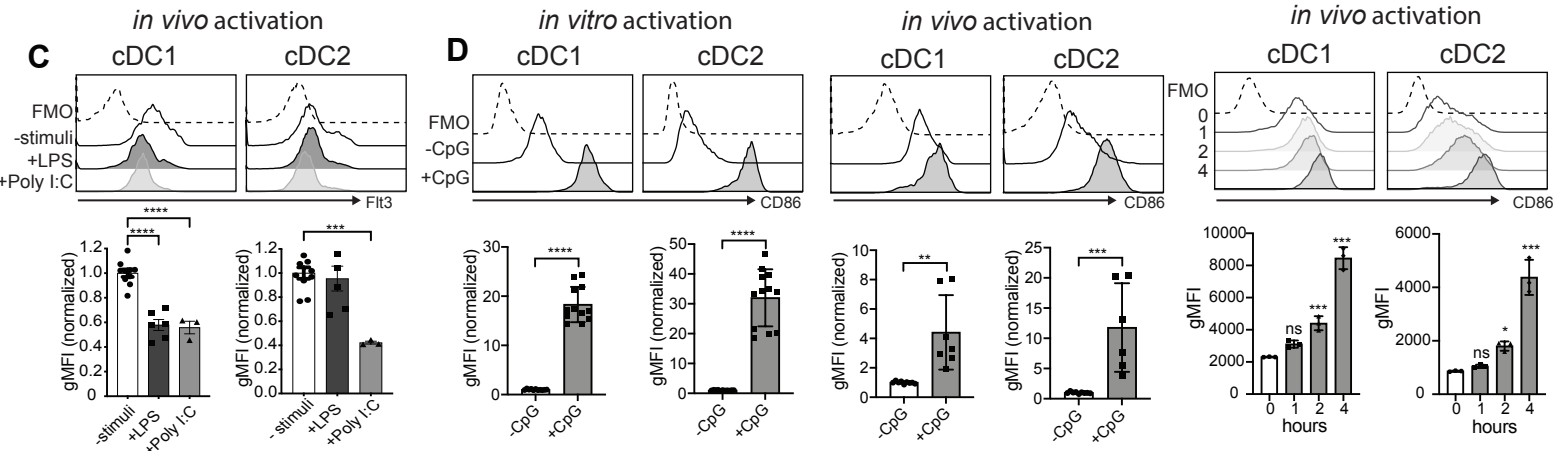 in vivo activation
C
cDC1
cDC2
FMO
-stimuli
+LPS
+Poly I:C
Flt3
****
****
***
gMFI (normalized)
1.2
1.0
0.8
0.6
0.4
0.2
0
-stimuli
+LPS
+Poly I:C
gMFI (normalized)
1.2
1.0
0.8
0.6
0.4
0.2
0.0
- stimuli
+LPS
+Poly I:C
in vitro activation
D
cDC1
cDC2
FMO
-CpG
+CpG
CD86
****
gMFI (normalized)
30
20
10
0
-CpG
+CpG
****
gMFI (normalized)
50
40
30
20
10
0
-CpG
+CpG
in vivo activation
cDC1
cDC2
CD86
**
gMFI (normalized)
10
8
6
4
2
0
-CpG
+CpG
***
gMFI (normalized)
25
20
15
10
5
0
-CpG
+CpG
in vivo activation
cDC1
cDC2
FMO
0
1
2
4
CD86
gMFI
10000
8000
6000
4000
2000
0
ns
***
***
0 1 2 4
hours
gMFI
6000
4000
2000
0
ns
*
***
0 1 2 4
hours